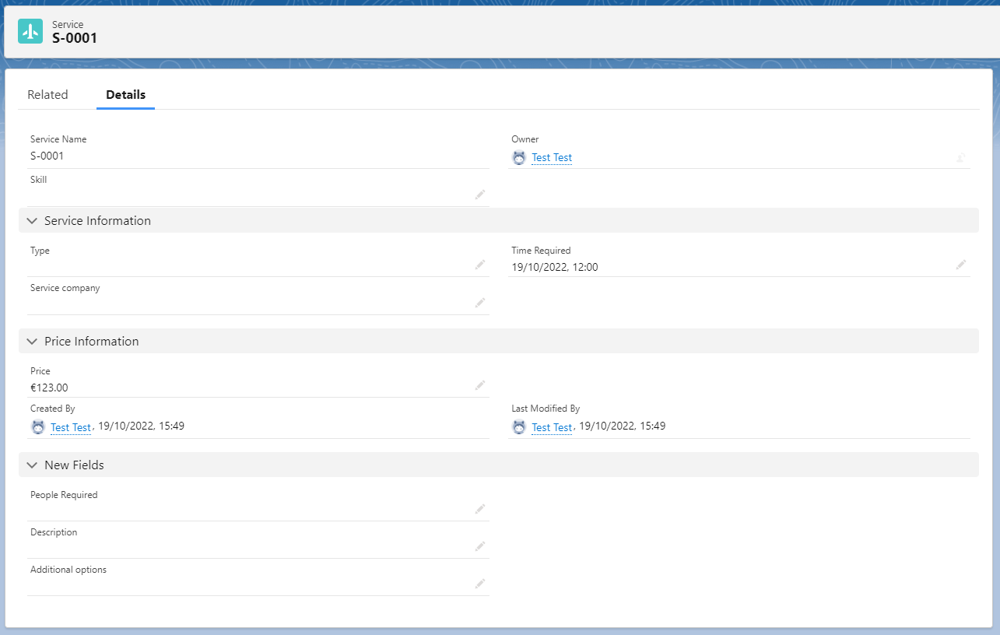 Service
S-0001
Related Details
Service Name Owner
S-0001 Test Test
Skill
Service Information
Type Time Required
19/10/2022, 12:00
Service company
Price Information
Price
€123.00
Created By Last Modified By
Test Test, 19/10/2022, 15:49 Test Test, 19/10/2022, 15:49
New Fields
People Required
Description
Additional options